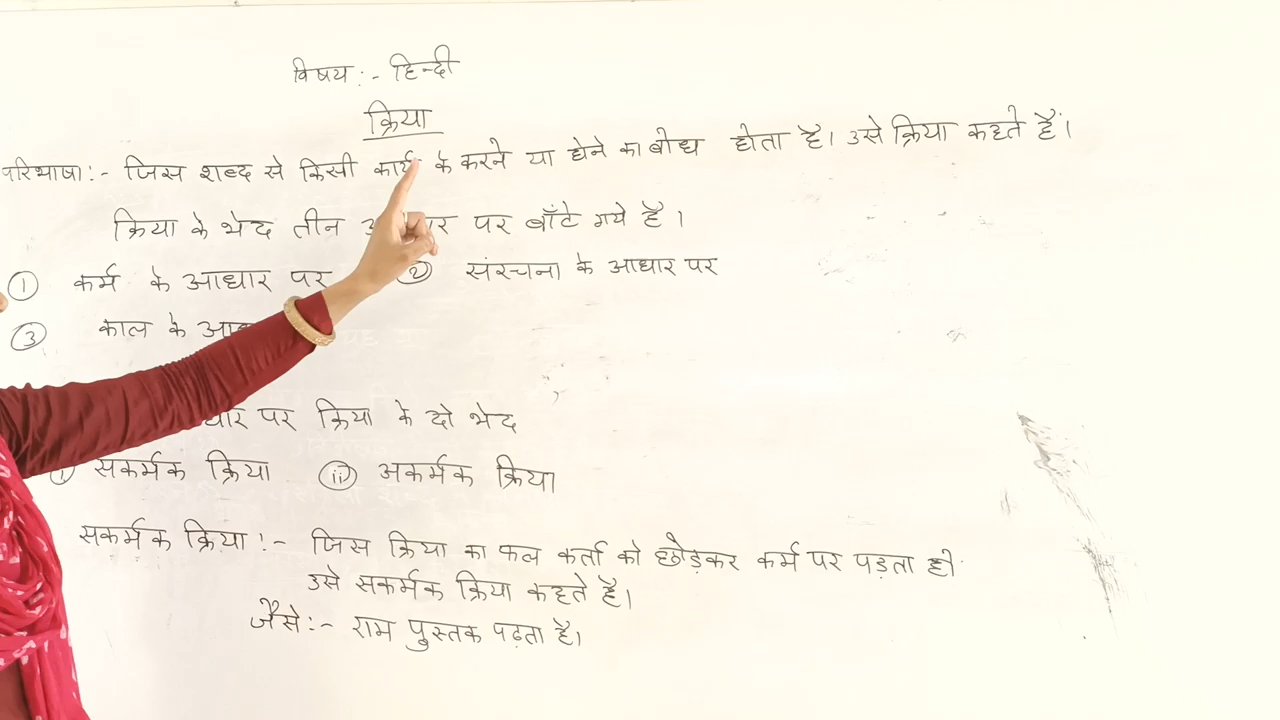 विषय :- हिन्दी
क्रिया
परिभाषा :- जिस शब्द से किसी कार्य के करने या होने का बोध होता है। उसे क्रिया कहते हैं।
क्रिया के भेद तीन पर बाँटे गये है।
① कर्म के आधार पर ② संरचना के आधार पर
③ काल के
पर क्रिया के दो भेद
सकर्मक क्रिया ⅱ अकर्मक क्रिया
सकर्मक क्रिया :- जिस क्रिया का फल कर्ता को छोड़कर कर्म पर पड़ता हो
उसे सकर्मक क्रिया कहते है।
जैसे :- राम पुस्तक पढ़ता है।